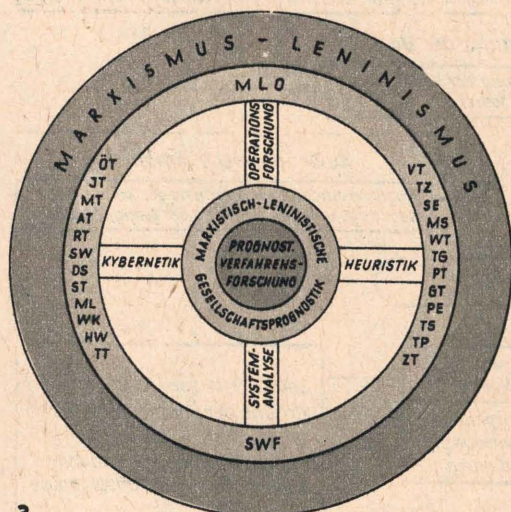 MARXISMUS - LENINISMUS
MLO
ÖT
JT
MT
AT
RT
SW
DS
ST
ML
WK
HW
TT
OPERATIONS
FORSCHUNG
VT
TZ
SE
MS
WT
TG
PT
GT
PE
TS
TP
ZT
KYBERNETIK
MARXISTISCH-LENINISTISCHE
GESELLSCHAFTSPROGNOSTIK
PROGNOST.
VERFAHRENS-
FORSCHUNG
HEURISTIK
SYSTEM-
ANALYSE
SWF